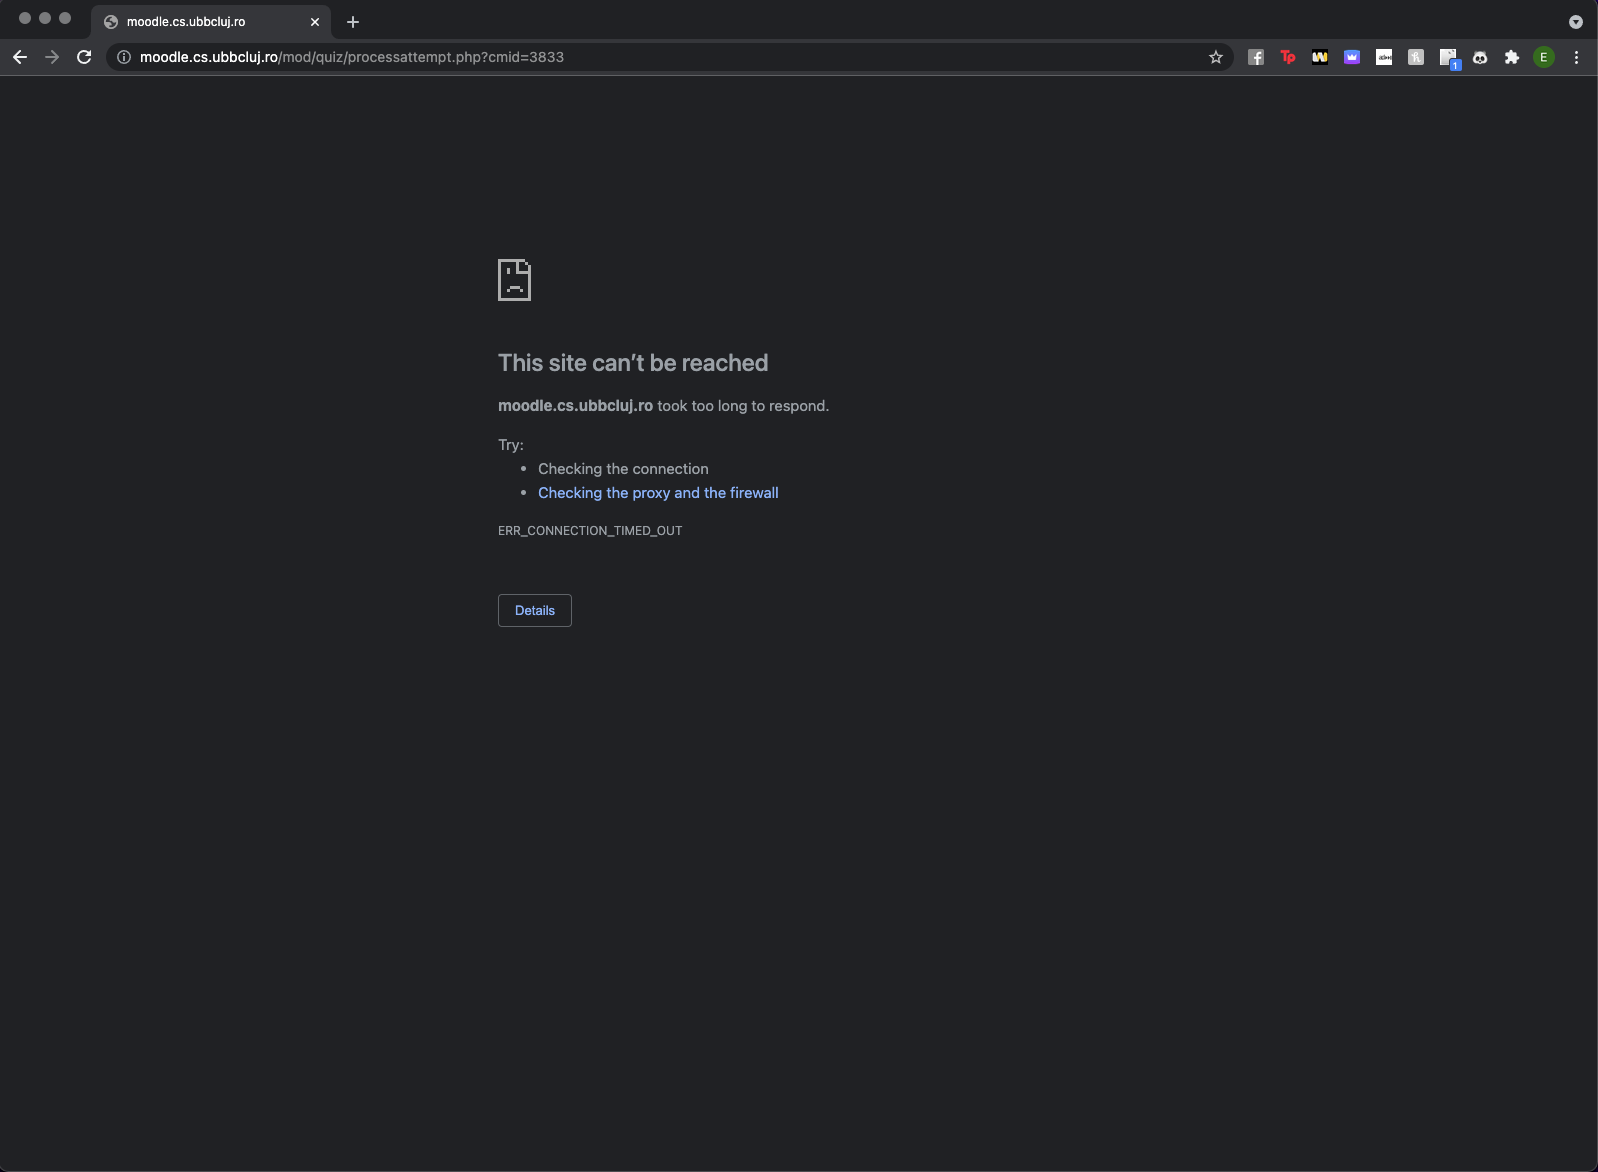 moodle.cs.ubbcluj.ro
moodle.cs.ubbcluj.ro/mod/quiz/processattempt.php?cmid=3833
Tp
1
E
This site can’t be reached
moodle.cs.ubbcluj.ro took too long to respond.
Try:
• Checking the connection
• Checking the proxy and the firewall
ERR_CONNECTION_TIMED_OUT
Details